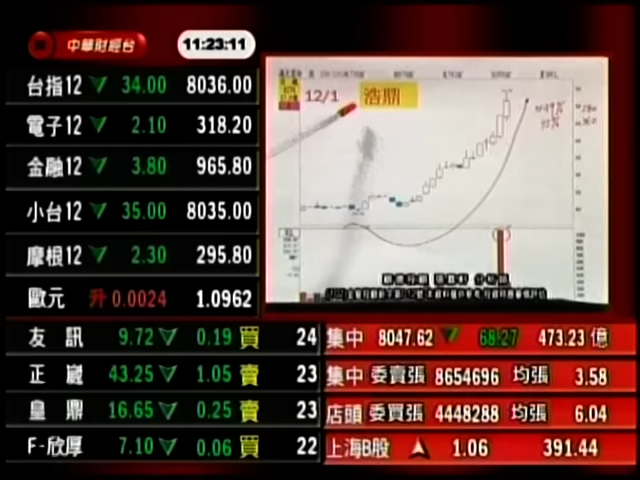 中華財經台
11:23:11
台指12 34.00 8036.00
電子12 2.10 318.20
金融12 3.80 965.80
小台12 35.00 8035.00
摩根12 2.30 295.80
歐元 升 0.0024 1.0962
12/1 浩鼎
友訊 9.72 0.19 買 24
正崴 43.25 1.05 賣 23
皇鼎 16.65 0.25 賣 23
F-欣厚 7.10 0.06 買 22
集中 8047.62 68.27 473.23 億
集中 委賣張 8654696 均張 3.58
店頭 委買張 4448288 均張 6.04
上海B股 1.06 391.44